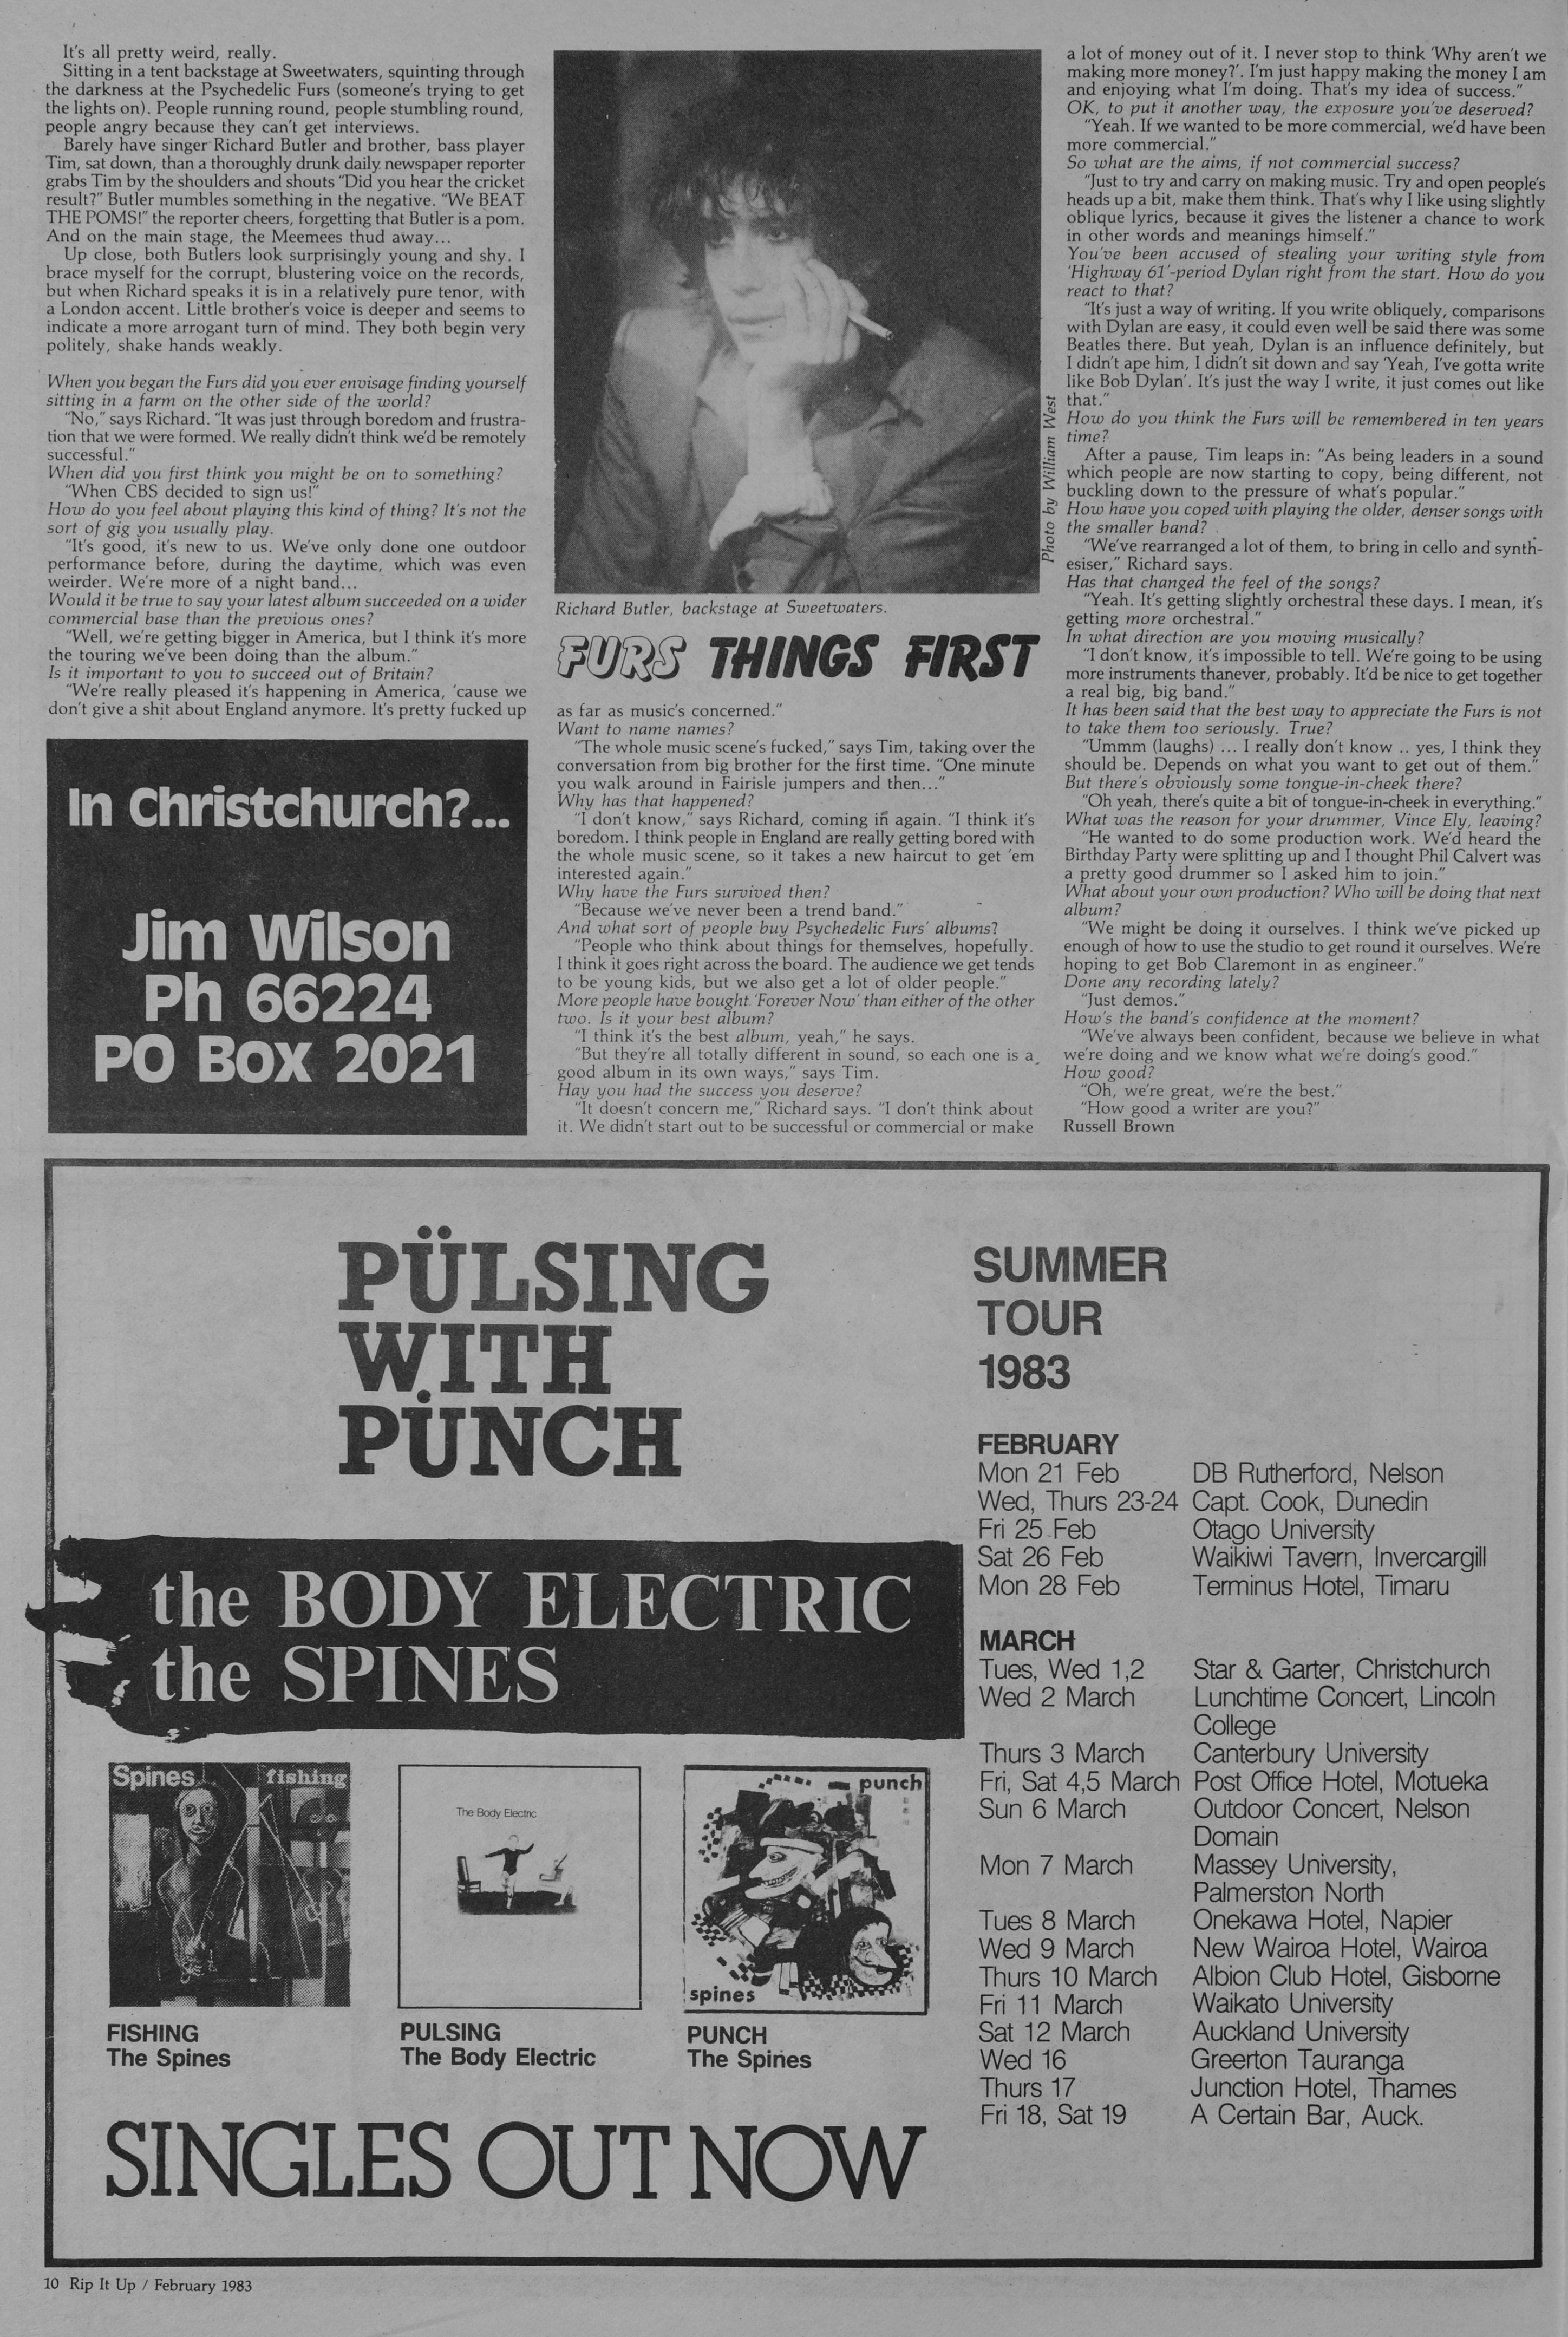 It's all pretty weird, really.
Sitting in a tent backstage at Sweetwaters, squinting through
the darkness at the Psychedelic Furs (someone's trying to get
the lights on). People running round, people stumbling round,
people angry because they can't get interviews.
Barely have singer Richard Butler and brother, bass player
Tim, sat down, than a thoroughly drunk daily newspaper reporter
grabs Tim by the shoulders and shouts "Did you hear the cricket
result?" Butler mumbles something in the negative. "We BEAT
THE POMS!" the reporter cheers, forgetting that Butler is a pom.
And on the main stage, the Meemees thud away...
Up close, both Butlers look surprisingly young and shy. I
brace myself for the corrupt, blustering voice on the records,
but when Richard speaks it is in a relatively pure tenor, with
a London accent. Little brother's voice is deeper and seems to
indicate a more arrogant turn of mind. They both begin very
politely, shake hands weakly.
When you began the Furs did you ever envisage finding yourself
sitting in a farm on the other side of the world?
"No," says Richard. "It was just through boredom and frustra-
tion that we were formed. We really didn't think we'd be remotely
successful."
When did you first think you might be on to something?
"When CBS decided to sign us!"
How do you feel about playing this kind of thing? It's not the
sort of gig you usually play.
"It's good, it's new to us. We've only done one outdoor
performance before, during the daytime, which was even
weirder. We're more of a night band...
Would it be true to say your latest album succeeded on a wider
commercial base than the previous ones?
"Well, we're getting bigger in America, but I think it's more
the touring we've been doing than the album."
Is it important to you to succeed out of Britain?
"We're really pleased it's happening in America, 'cause we
don't give a shit about England anymore. It's pretty fucked up
In Christchurch?...
Jim Wilson
Ph 66224
PO Box 2021
Photo by William West
Richard Butler, backstage at Sweetwaters.
FURS THINGS FIRST
as far as music's concerned."
Want to name names?
"The whole music scene's fucked," says Tim, taking over the
conversation from big brother for the first time. "One minute
you walk around in Fairisle jumpers and then..."
Why has that happened?
"I don't know," says Richard, coming in again. "I think it's
boredom. I think people in England are really getting bored with
the whole music scene, so it takes a new haircut to get 'em
interested again."
Why have the Furs survived then?
"Because we've never been a trend band."
And what sort of people buy Psychedelic Furs' albums?
"People who think about things for themselves, hopefully.
I think it goes right across the board. The audience we get tends
to be young kids, but we also get a lot of older people."
More people have bought 'Forever Now' than either of the other
two. Is it your best album?
"I think it's the best album, yeah," he says.
"But they're all totally different in sound, so each one is a
good album in its own ways," says Tim.
Hay you had the success you deserve?
"It doesn't concern me," Richard says. "I don't think about
it. We didn't start out to be successful or commercial or make
a lot of money out of it. I never stop to think 'Why aren't we
making more money?'. I'm just happy making the money I am
and enjoying what I'm doing. That's my idea of success."
OK, to put it another way, the exposure you've deserved?
"Yeah. If we wanted to be more commercial, we'd have been
more commercial."
So what are the aims, if not commercial success?
"Just to try and carry on making music. Try and open people's
heads up a bit, make them think. That's why I like using slightly
oblique lyrics, because it gives the listener a chance to work
in other words and meanings himself."
You've been accused of stealing your writing style from
'Highway 61'-period Dylan right from the start. How do you
react to that?
"It's just a way of writing. If you write obliquely, comparisons
with Dylan are easy, it could even well be said there was some
Beatles there. But yeah, Dylan is an influence definitely, but
I didn't ape him, I didn't sit down and say 'Yeah, I've gotta write
like Bob Dylan'. It's just the way I write, it just comes out like
that."
How do you think the Furs will be remembered in ten years
time?
After a pause, Tim leaps in: "As being leaders in a sound
which people are now starting to copy, being different, not
buckling down to the pressure of what's popular."
How have you coped with playing the older, denser songs with
the smaller band?
"We've rearranged a lot of them, to bring in cello and synth-
esiser," Richard says.
Has that changed the feel of the songs?
"Yeah. It's getting slightly orchestral these days. I mean, it's
getting more orchestral."
In what direction are you moving musically?
"I don't know, it's impossible to tell. We're going to be using
more instruments thanever, probably. It'd be nice to get together
a real big, big band."
It has been said that the best way to appreciate the Furs is not
to take them too seriously. True?
"Ummm (laughs) ... I really don't know .. yes, I think they
should be. Depends on what you want to get out of them."
But there's obviously some tongue-in-cheek there?
"Oh yeah, there's quite a bit of tongue-in-cheek in everything."
What was the reason for your drummer, Vince Ely, leaving?
"He wanted to do some production work. We'd heard the
Birthday Party were splitting up and I thought Phil Calvert was
a pretty good drummer so I asked him to join."
What about your own production? Who will be doing that next
album?
"We might be doing it ourselves. I think we've picked up
enough of how to use the studio to get round it ourselves. We're
hoping to get Bob Claremont in as engineer."
Done any recording lately?
"Just demos."
How's the band's confidence at the moment?
"We've always been confident, because we believe in what
we're doing and we know what we're doing's good."
How good?
"Oh, we're great, we're the best."
"How good a writer are you?"
Russell Brown
PÜLSING
WITH
PÜNCH
the BODY ELECTRIC
the SPINES
Spines fishing
The Body Electric
punch
spines
FISHING
The Spines
PULSING
The Body Electric
PUNCH
The Spines
SINGLES OUT NOW
SUMMER
TOUR
1983
FEBRUARY
Mon 21 Feb DB Rutherford, Nelson
Wed, Thurs 23-24 Capt. Cook, Dunedin
Fri 25 Feb Otago University
Sat 26 Feb Waikiwi Tavern, Invercargill
Mon 28 Feb Terminus Hotel, Timaru
MARCH
Tues, Wed 1,2 Star & Garter, Christchurch
Wed 2 March Lunchtime Concert, Lincoln
College
Thurs 3 March Canterbury University
Fri, Sat 4,5 March Post Office Hotel, Motueka
Sun 6 March Outdoor Concert, Nelson
Domain
Mon 7 March Massey University,
Palmerston North
Tues 8 March Onekawa Hotel, Napier
Wed 9 March New Wairoa Hotel, Wairoa
Thurs 10 March Albion Club Hotel, Gisborne
Fri 11 March Waikato University
Sat 12 March Auckland University
Wed 16 Greerton Tauranga
Thurs 17 Junction Hotel, Thames
Fri 18, Sat 19 A Certain Bar, Auck.
10 Rip It Up / February 1983